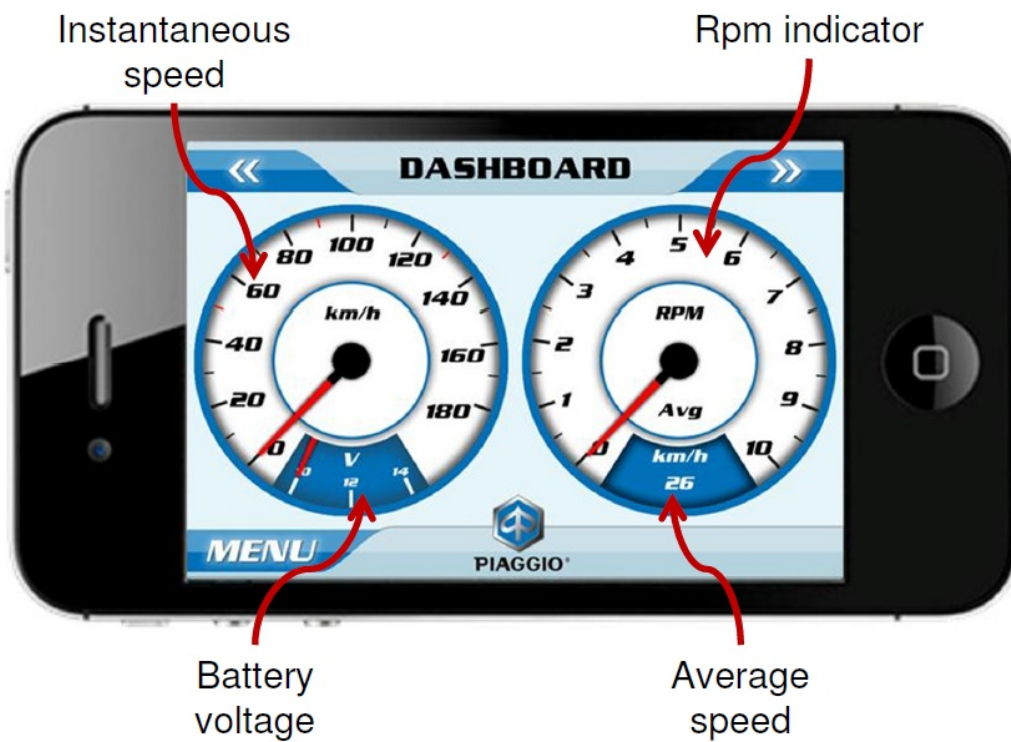 Instantaneous
speed
Rpm indicator
DASHBOARD
80 100 120
60 140
40 160
20 180
0
km/h
V
10 12 14
4 5 6
3 7
2 8
1 9
0 10
RPM
Avg
km/h
26
MENU
PIAGGIO®
Battery
voltage
Average
speed